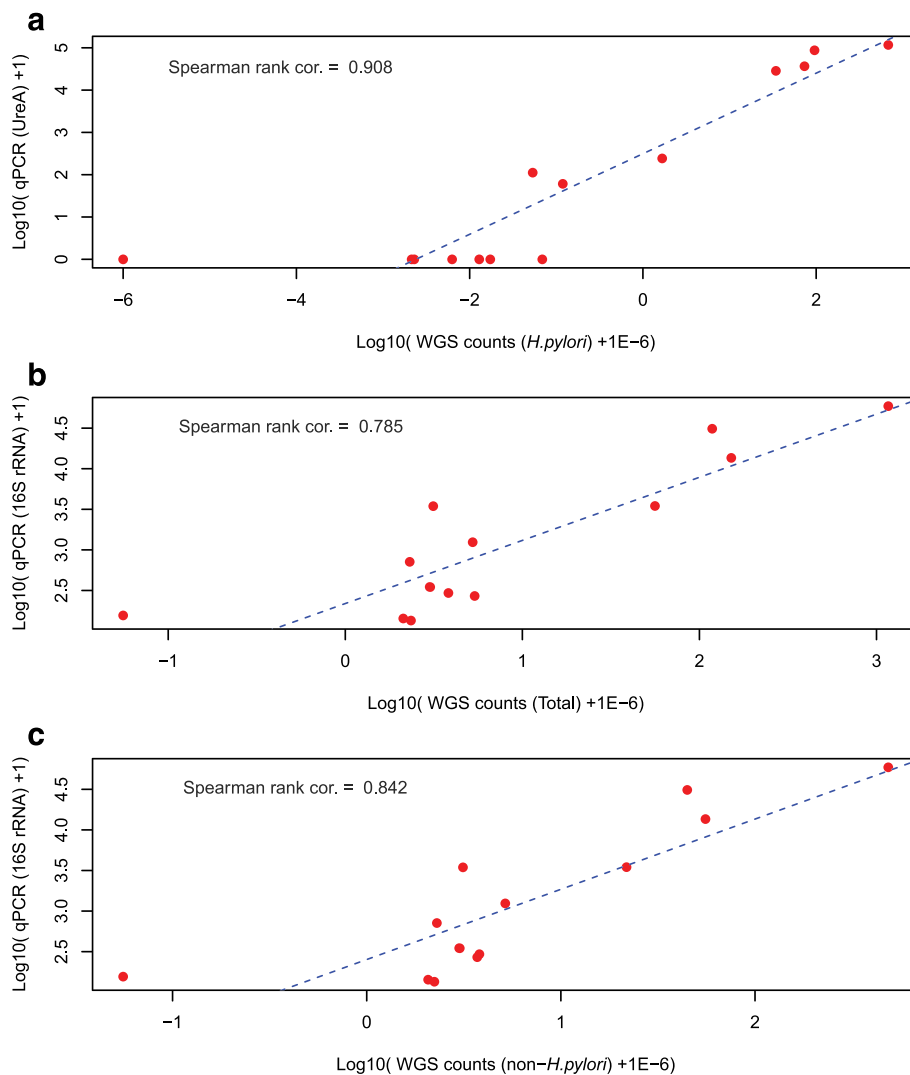 a
Spearman rank cor. = 0.908
Log10( qPCR (UreA) +1)
5
4
3
2
1
0
−6 −4 −2 0 2
Log10( WGS counts (H.pylori) +1E−6)
b
Spearman rank cor. = 0.785
Log10( qPCR (16S rRNA) +1)
4.5
4.0
3.5
3.0
2.5
−1 0 1 2 3
Log10( WGS counts (Total) +1E−6)
c
Spearman rank cor. = 0.842
Log10( qPCR (16S rRNA) +1)
4.5
4.0
3.5
3.0
2.5
−1 0 1 2
Log10( WGS counts (non−H.pylori) +1E−6)